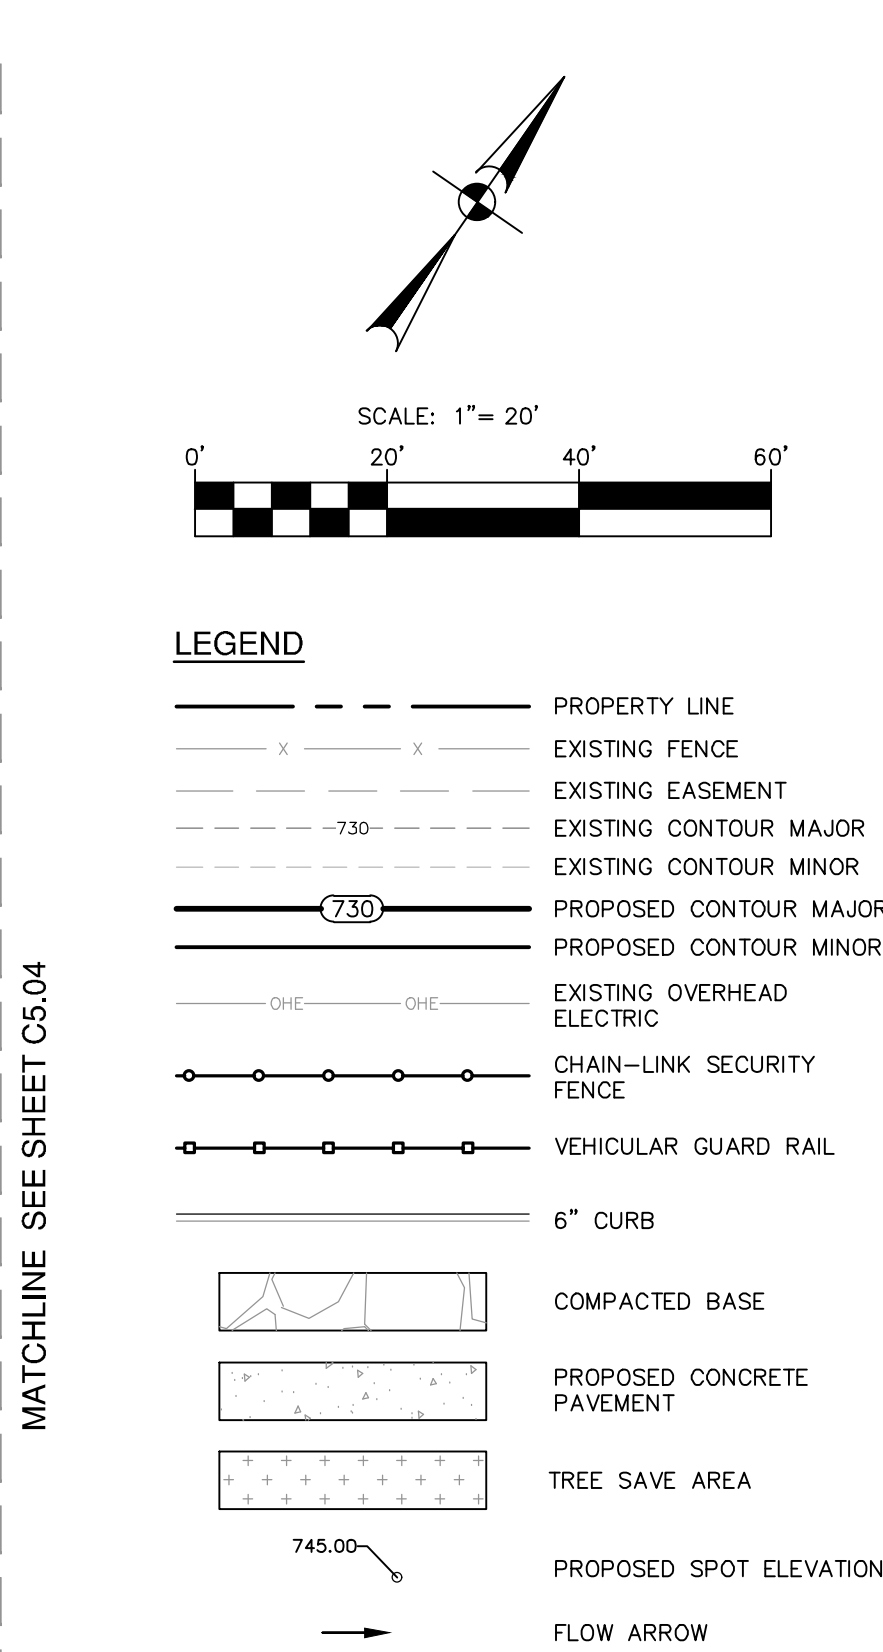 SCALE: 1"= 20'
0' 20' 40' 60'
LEGEND
PROPERTY LINE
X X EXISTING FENCE
EXISTING EASEMENT
730 EXISTING CONTOUR MAJOR
EXISTING CONTOUR MINOR
730 PROPOSED CONTOUR MAJOR
PROPOSED CONTOUR MINOR
OHE OHE EXISTING OVERHEAD
ELECTRIC
CHAIN-LINK SECURITY
FENCE
VEHICULAR GUARD RAIL
6" CURB
COMPACTED BASE
PROPOSED CONCRETE
PAVEMENT
TREE SAVE AREA
745.00
PROPOSED SPOT ELEVATION
FLOW ARROW
MATCHLINE SEE SHEET C5.04